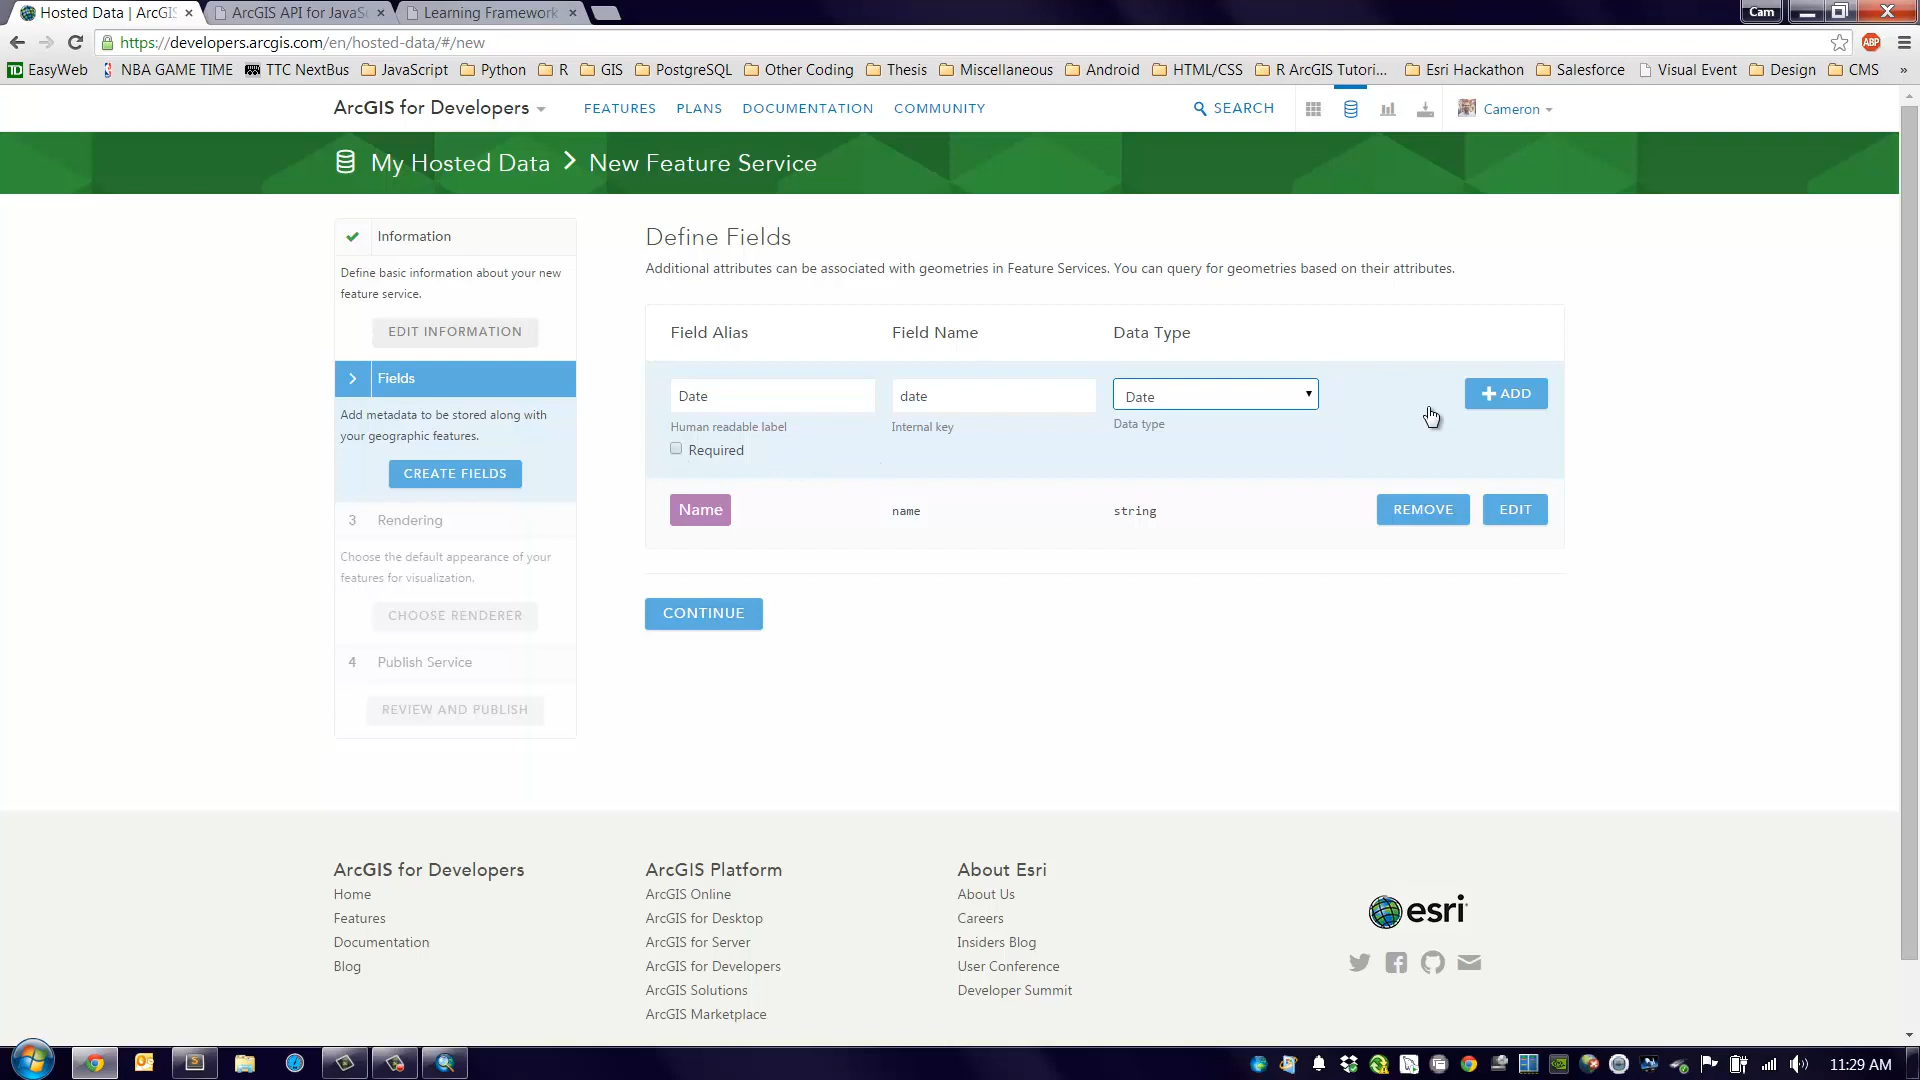 Hosted Data | ArcGIS
ArcGIS API for JavaSc
Learning Framework
Cam
https://developers.arcgis.com/en/hosted-data/#/new
ABP
EasyWeb NBA GAME TIME TTC NextBus JavaScript Python R GIS PostgreSQL Other Coding Thesis Miscellaneous Android HTML/CSS R ArcGIS Tutori... Esri Hackathon Salesforce Visual Event Design CMS »
ArcGIS for Developers FEATURES PLANS DOCUMENTATION COMMUNITY SEARCH Cameron
My Hosted Data > New Feature Service
Information
Define basic information about your new
feature service.
EDIT INFORMATION
Fields
Add metadata to be stored along with
your geographic features.
CREATE FIELDS
3 Rendering
Choose the default appearance of your
features for visualization.
CHOOSE RENDERER
4 Publish Service
REVIEW AND PUBLISH
Define Fields
Additional attributes can be associated with geometries in Feature Services. You can query for geometries based on their attributes.
Field Alias Field Name Data Type
Date date Date + ADD
Human readable label Internal key Data type
Required
Name name string REMOVE EDIT
CONTINUE
ArcGIS for Developers
Home
Features
Documentation
Blog
ArcGIS Platform
ArcGIS Online
ArcGIS for Desktop
ArcGIS for Server
ArcGIS for Developers
ArcGIS Solutions
ArcGIS Marketplace
About Esri
About Us
Careers
Insiders Blog
User Conference
Developer Summit
esri
11:29 AM